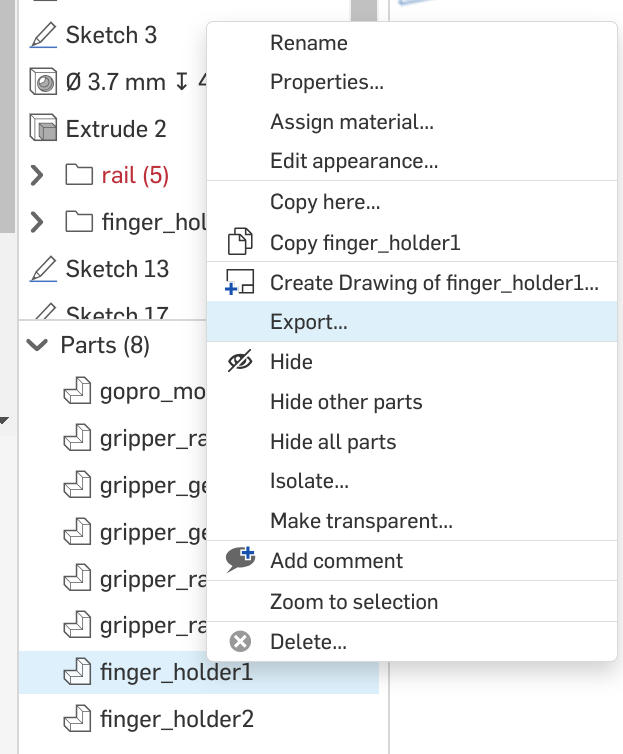 Sketch 3
Ø 3.7 mm ↧
Extrude 2
rail (5)
finger_hol
Sketch 13
Sketch 17
Parts (8)
gopro_mo
gripper_ra
gripper_ge
gripper_ge
gripper_ra
gripper_ra
finger_holder1
finger_holder2
Rename
Properties...
Assign material...
Edit appearance...
Copy here...
Copy finger_holder1
Create Drawing of finger_holder1...
Export...
Hide
Hide other parts
Hide all parts
Isolate...
Make transparent...
Add comment
Zoom to selection
Delete...